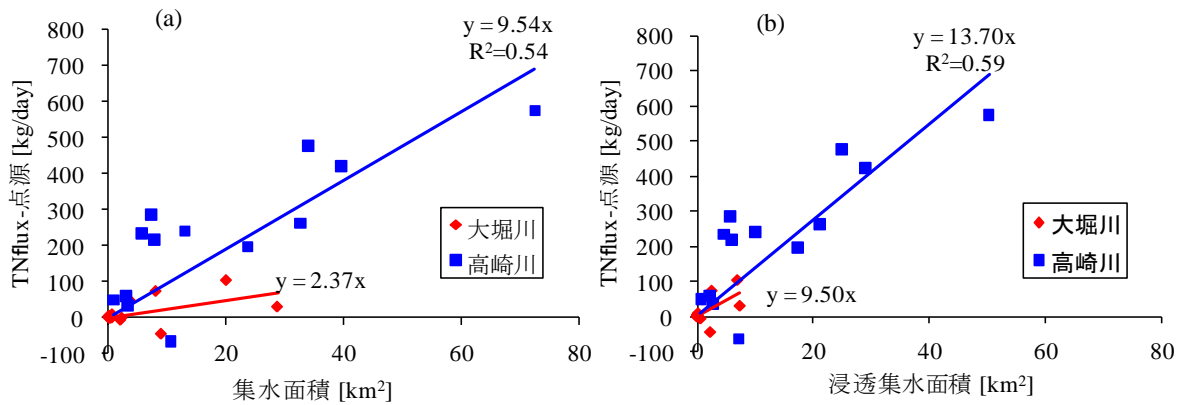 (a)
y = 9.54x
R²=0.54
TNflux-点源 [kg/day]
800
700
600
500
400
300
200
100
0
-100
大堀川
高崎川
y = 2.37x
0
20
40
60
80
集水面積 [km²]
(b)
y = 13.70x
R²=0.59
TNflux-点源 [kg/day]
800
700
600
500
400
300
200
100
0
-100
大堀川
高崎川
y = 9.50x
0
20
40
60
80
浸透集水面積 [km²]